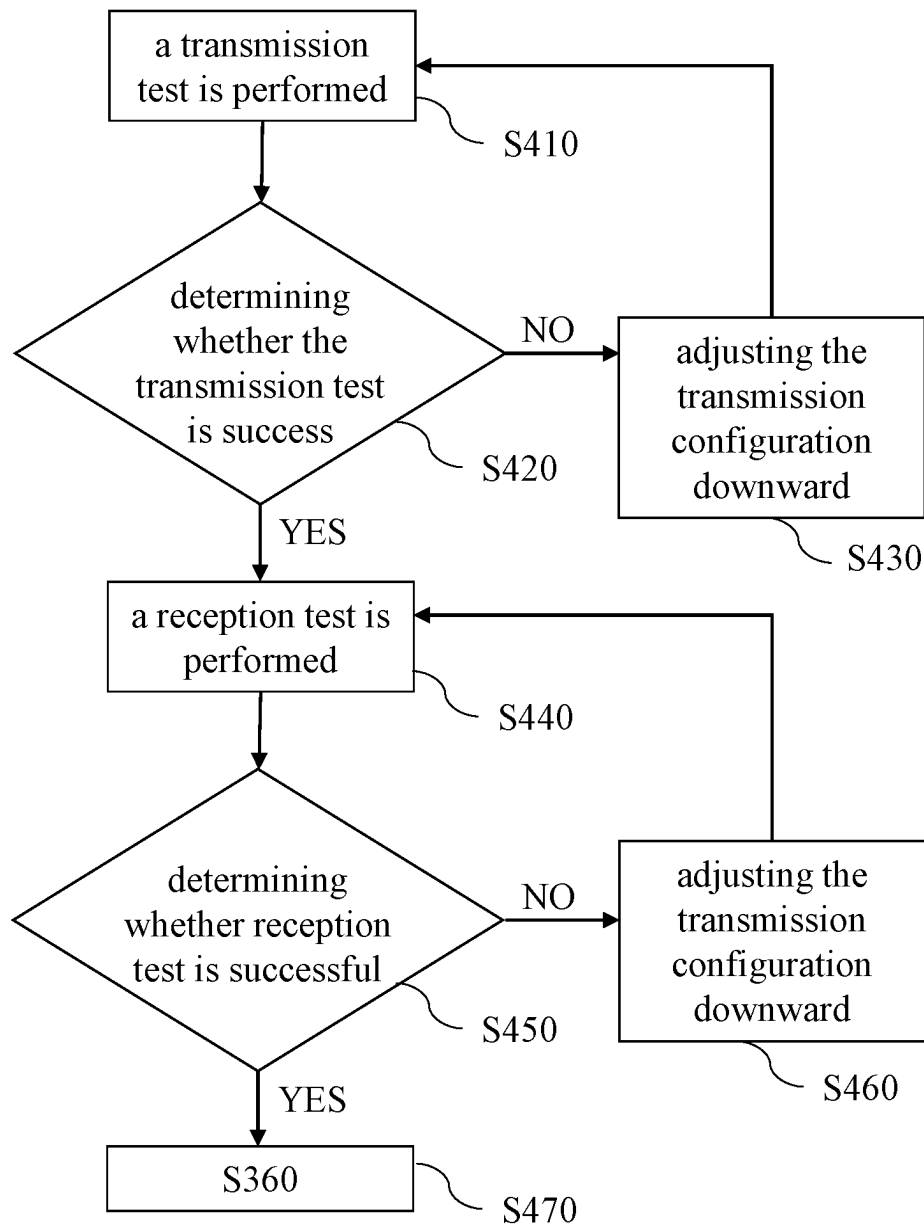 a transmission
test is performed
S410
determining
whether the
transmission test
is success
S420
NO
adjusting the
transmission
configuration
downward
S430
YES
a reception test is
performed
S440
determining
whether reception
test is successful
S450
NO
adjusting the
transmission
configuration
downward
S460
YES
S360
S470